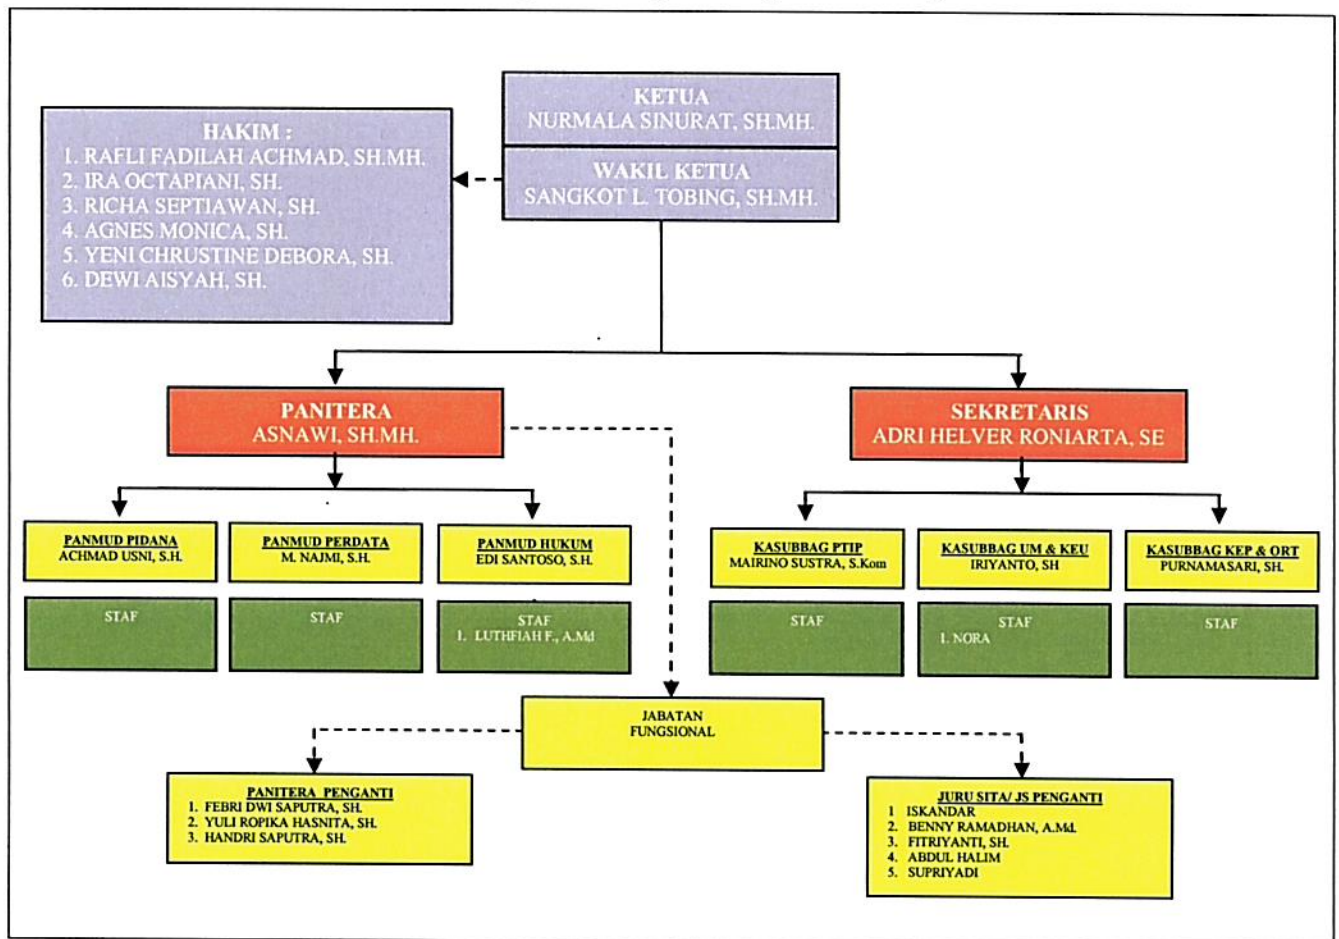 KETUA
NURMALA SINURAT, SH.MH.
WAKIL KETUA
SANGKOT L. TOBING, SH.MH.
HAKIM :
1. RAFLI FADILAH ACHMAD, SH.MH.
2. IRA OCTAPIANI, SH.
3. RICHA SEPTIAWAN, SH.
4. AGNES MONICA, SH.
5. YENI CHRUSTINE DEBORA, SH.
6. DEWI AISYAH, SH.
PANITERA
ASNAWI, SH.MH.
SEKRETARIS
ADRI HELVER RONIARTA, SE
PANMUD PIDANA
ACHMAD USNI, S.H.
PANMUD PERDATA
M. NAJMI, S.H.
PANMUD HUKUM
EDI SANTOSO, S.H.
KASUBBAG PTIP
MAIRINO SUSTRA, S.Kom
KASUBBAG UM & KEU
IRIYANTO, SH
KASUBBAG KEP & ORT
PURNAMASARI, SH.
STAF
STAF
STAF
1. LUTHFIAH F., A.Md
STAF
STAF
1. NORA
STAF
JABATAN
FUNGSIONAL
PANITERA PENGANTI
1. FEBRI DWI SAPUTRA, SH.
2. YULI ROPIKA HASNITA, SH.
3. HANDRI SAPUTRA, SH.
JURU SITA/ JS PENGANTI
1 ISKANDAR
2. BENNY RAMADHAN, A.Md.
3. FITRIYANTI, SH.
4. ABDUL HALIM
5. SUPRIYADI